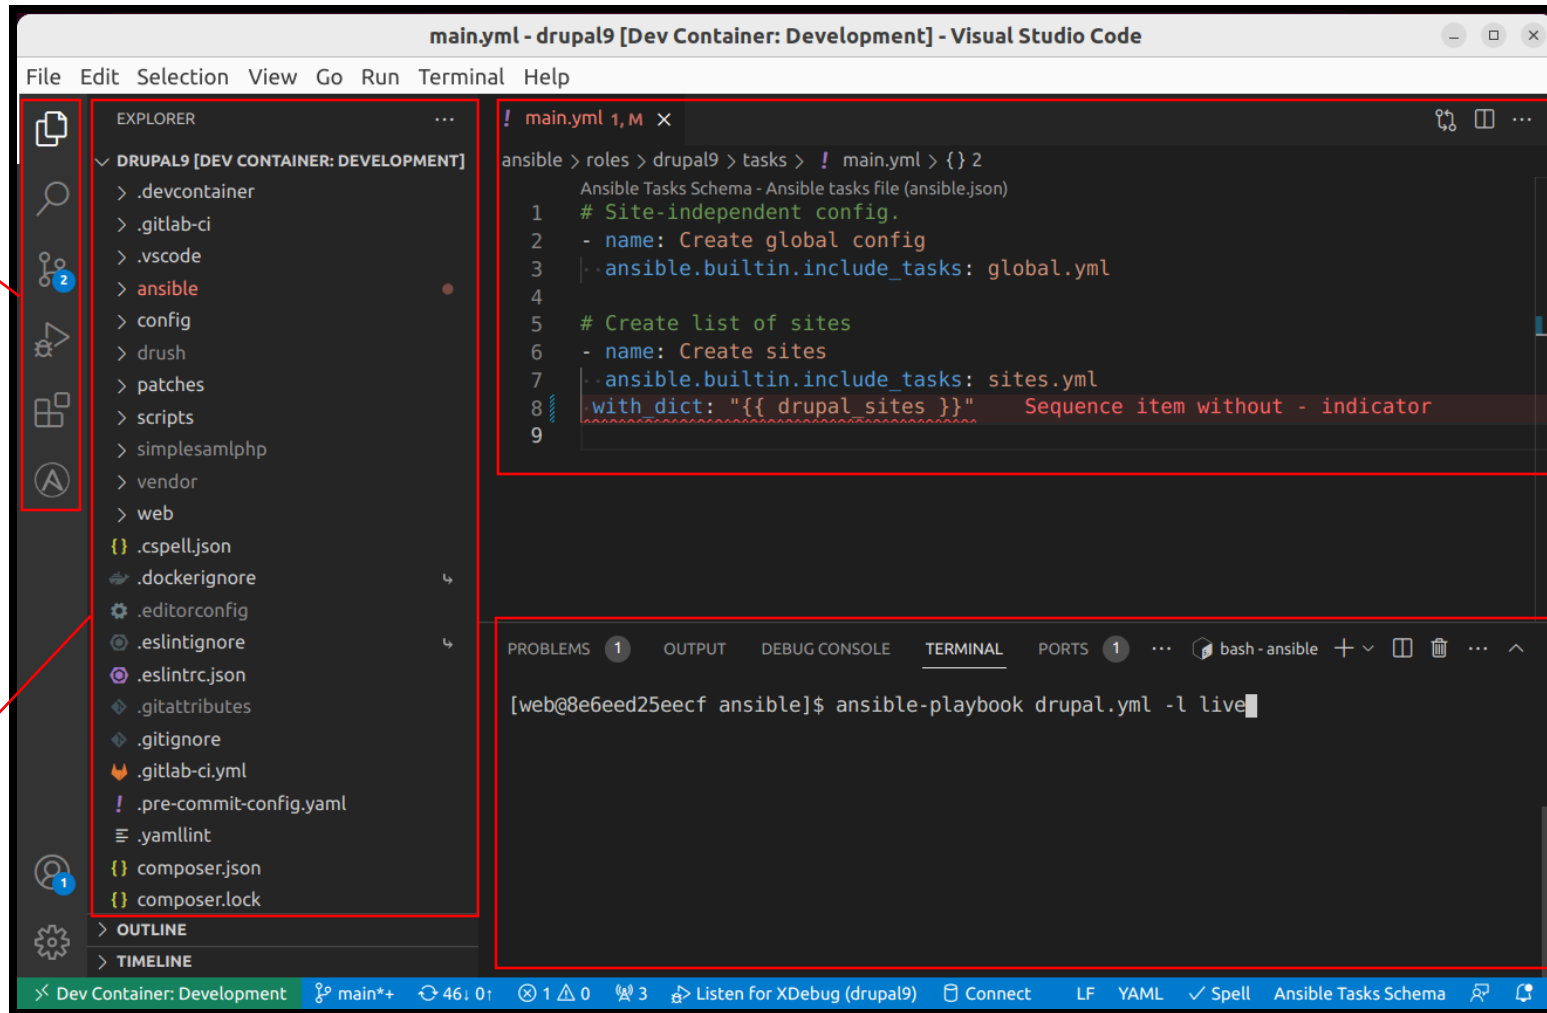 main.yml - drupal9 [Dev Container: Development] - Visual Studio Code
File Edit Selection View Go Run Terminal Help
EXPLORER
DRUPAL9 [DEV CONTAINER: DEVELOPMENT]
.devcontainer
.gitlab-ci
.vscode
ansible
config
drush
patches
scripts
simplesamlphp
vendor
web
{} .cspell.json
.dockerignore
.editorconfig
.eslintignore
.eslintrc.json
.gitattributes
.gitignore
.gitlab-ci.yml
! .pre-commit-config.yaml
.yamllint
{} composer.json
{} composer.lock
OUTLINE
TIMELINE
2
1
! main.yml 1, M
ansible > roles > drupal9 > tasks > ! main.yml > {} 2
Ansible Tasks Schema - Ansible tasks file (ansible.json)
1 # Site-independent config.
2 - name: Create global config
3 ansible.builtin.include_tasks: global.yml
4
5 # Create list of sites
6 - name: Create sites
7 ansible.builtin.include_tasks: sites.yml
8 with_dict: "{{ drupal_sites }}" Sequence item without - indicator
9
PROBLEMS 1 OUTPUT DEBUG CONSOLE TERMINAL PORTS 1 ... bash - ansible
[web@8e6eed25eecf ansible]$ ansible-playbook drupal.yml -l live
Dev Container: Development main*+ 46↓ 0↑ 1 0 3 Listen for XDebug (drupal9) Connect LF YAML Spell Ansible Tasks Schema